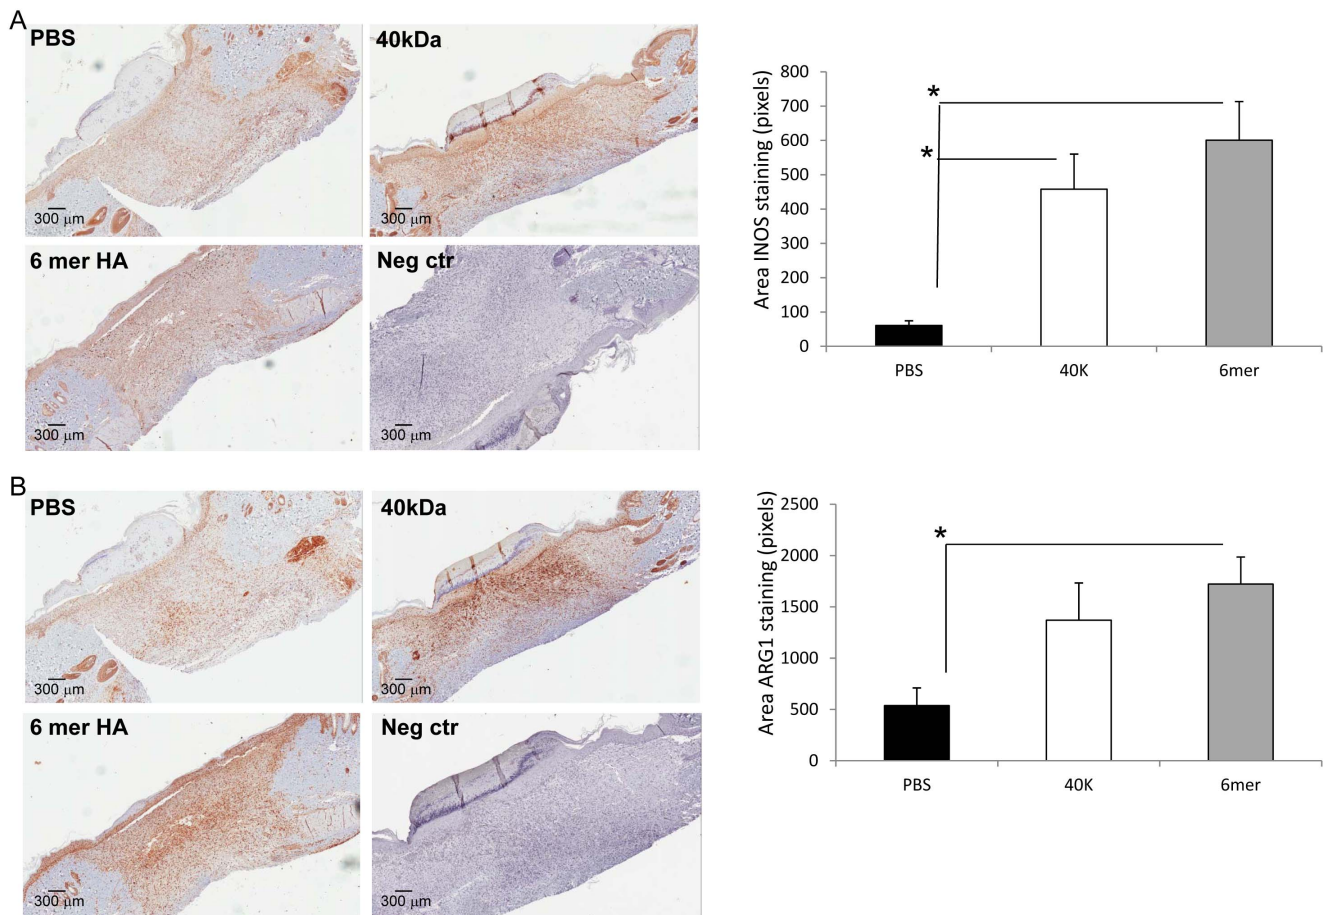 A
PBS
300 μm
40kDa
300 μm
6 mer HA
300 μm
Neg ctr
300 μm
Area INOS staining (pixels)
800
700
600
500
400
300
200
100
0
*
*
PBS
40K
6mer
B
PBS
300 μm
40kDa
300 μm
6 mer HA
300 μm
Neg ctr
300 μm
Area ARG1 staining (pixels)
2500
2000
1500
1000
500
0
*
PBS
40K
6mer